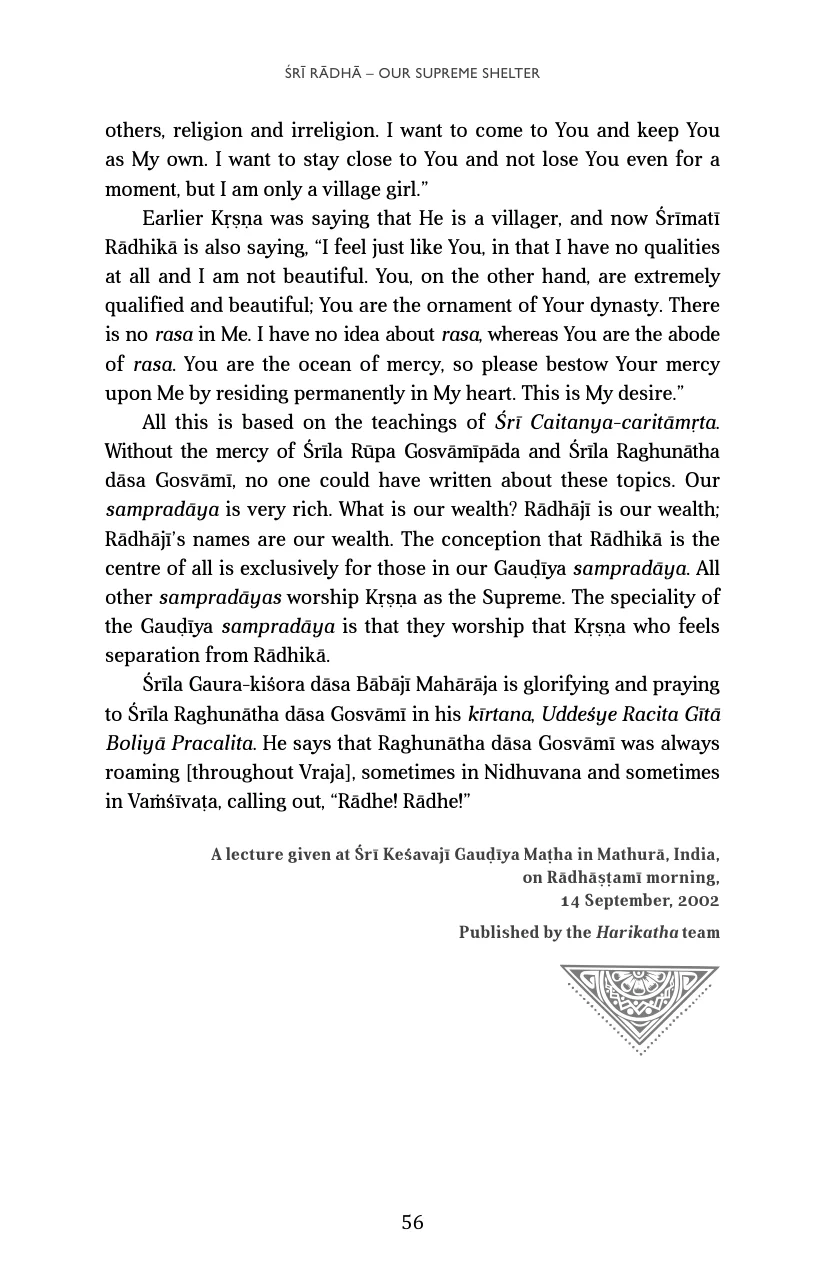 ŚRĪ RĀDHĀ – OUR SUPREME SHELTER
others, religion and irreligion. I want to come to You and keep You
as My own. I want to stay close to You and not lose You even for a
moment, but I am only a village girl.”
Earlier Kṛṣṇa was saying that He is a villager, and now Śrīmatī
Rādhikā is also saying, “I feel just like You, in that I have no qualities
at all and I am not beautiful. You, on the other hand, are extremely
qualified and beautiful; You are the ornament of Your dynasty. There
is no rasa in Me. I have no idea about rasa, whereas You are the abode
of rasa. You are the ocean of mercy, so please bestow Your mercy
upon Me by residing permanently in My heart. This is My desire.”
All this is based on the teachings of Śrī Caitanya-caritāmṛta.
Without the mercy of Śrīla Rūpa Gosvāmīpāda and Śrīla Raghunātha
dāsa Gosvāmī, no one could have written about these topics. Our
sampradāya is very rich. What is our wealth? Rādhājī is our wealth;
Rādhājī’s names are our wealth. The conception that Rādhikā is the
centre of all is exclusively for those in our Gauḍīya sampradāya. All
other sampradāyas worship Kṛṣṇa as the Supreme. The speciality of
the Gauḍīya sampradāya is that they worship that Kṛṣṇa who feels
separation from Rādhikā.
Śrīla Gaura-kiśora dāsa Bābājī Mahārāja is glorifying and praying
to Śrīla Raghunātha dāsa Gosvāmī in his kīrtana, Uddeśye Racita Gītā
Boliyā Pracalita. He says that Raghunātha dāsa Gosvāmī was always
roaming [throughout Vraja], sometimes in Nidhuvana and sometimes
in Vaṁśīvaṭa, calling out, “Rādhe! Rādhe!”
A lecture given at Śrī Keśavajī Gauḍīya Maṭha in Mathurā, India,
on Rādhāṣṭamī morning,
14 September, 2002
Published by the Harikatha team
56